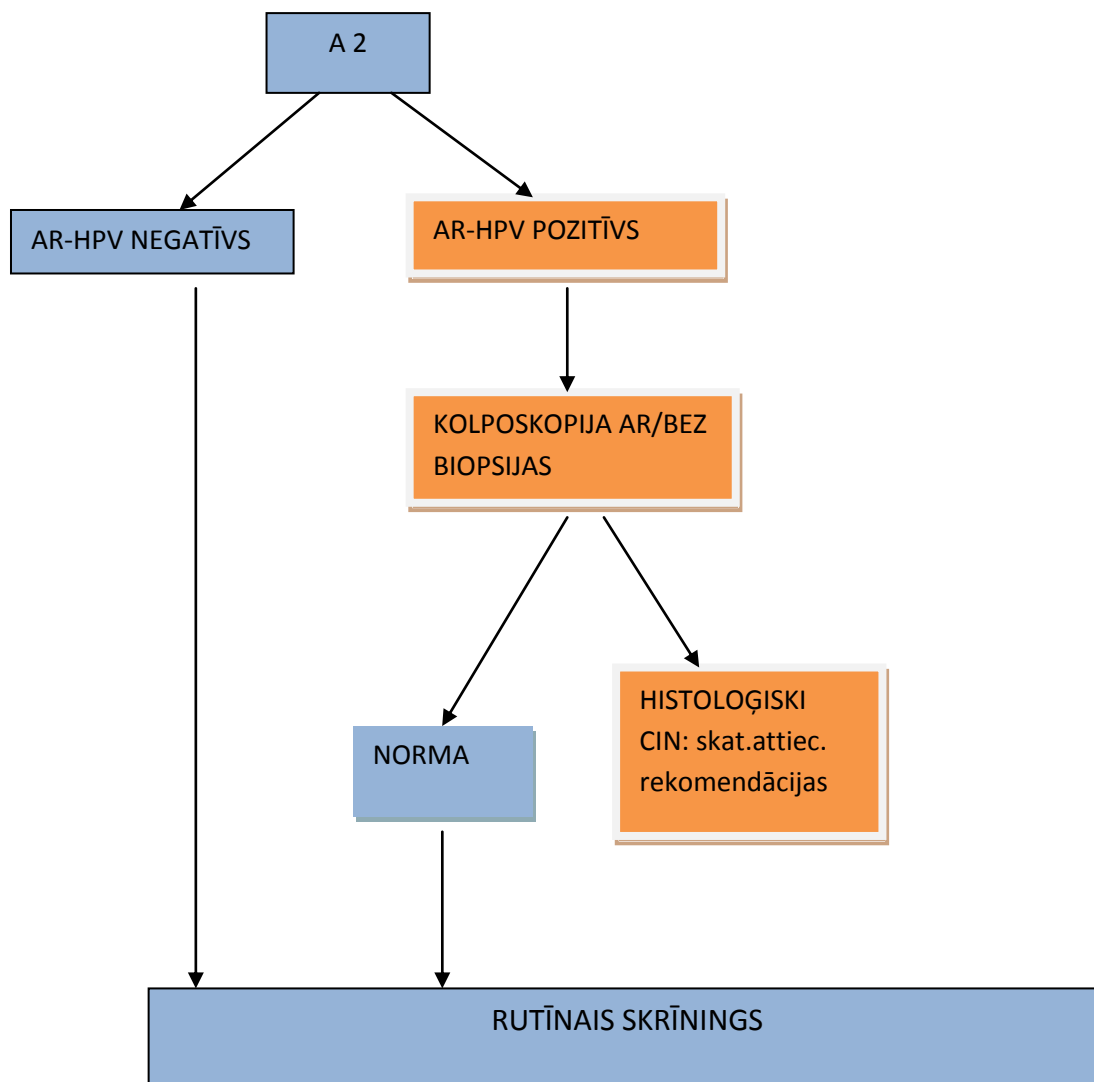 A 2
AR-HPV NEGATĪVS
AR-HPV POZITĪVS
KOLPOSKOPIJA AR/BEZ
BIOPSIJAS
NORMA
HISTOLOĢISKI
CIN: skat.attiec.
rekomendācijas
RUTĪNAIS SKRĪNINGS